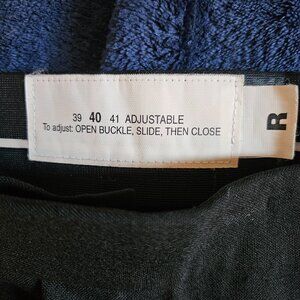 39 40 41 ADJUSTABLE
To adjust: OPEN BUCKLE, SLIDE, THEN CLOSE
R